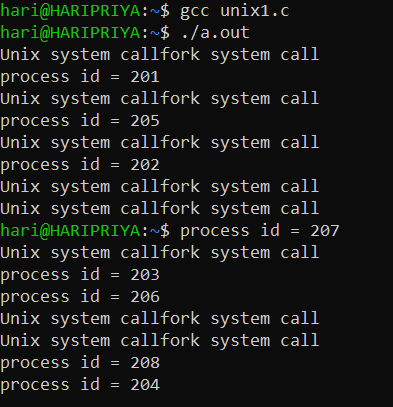 hari@HARIPRIYA:~$ gcc unix1.c
hari@HARIPRIYA:~$ ./a.out
Unix system callfork system call
process id = 201
Unix system callfork system call
process id = 205
Unix system callfork system call
process id = 202
Unix system callfork system call
Unix system callfork system call
hari@HARIPRIYA:~$ process id = 207
Unix system callfork system call
process id = 203
process id = 206
Unix system callfork system call
Unix system callfork system call
process id = 208
process id = 204